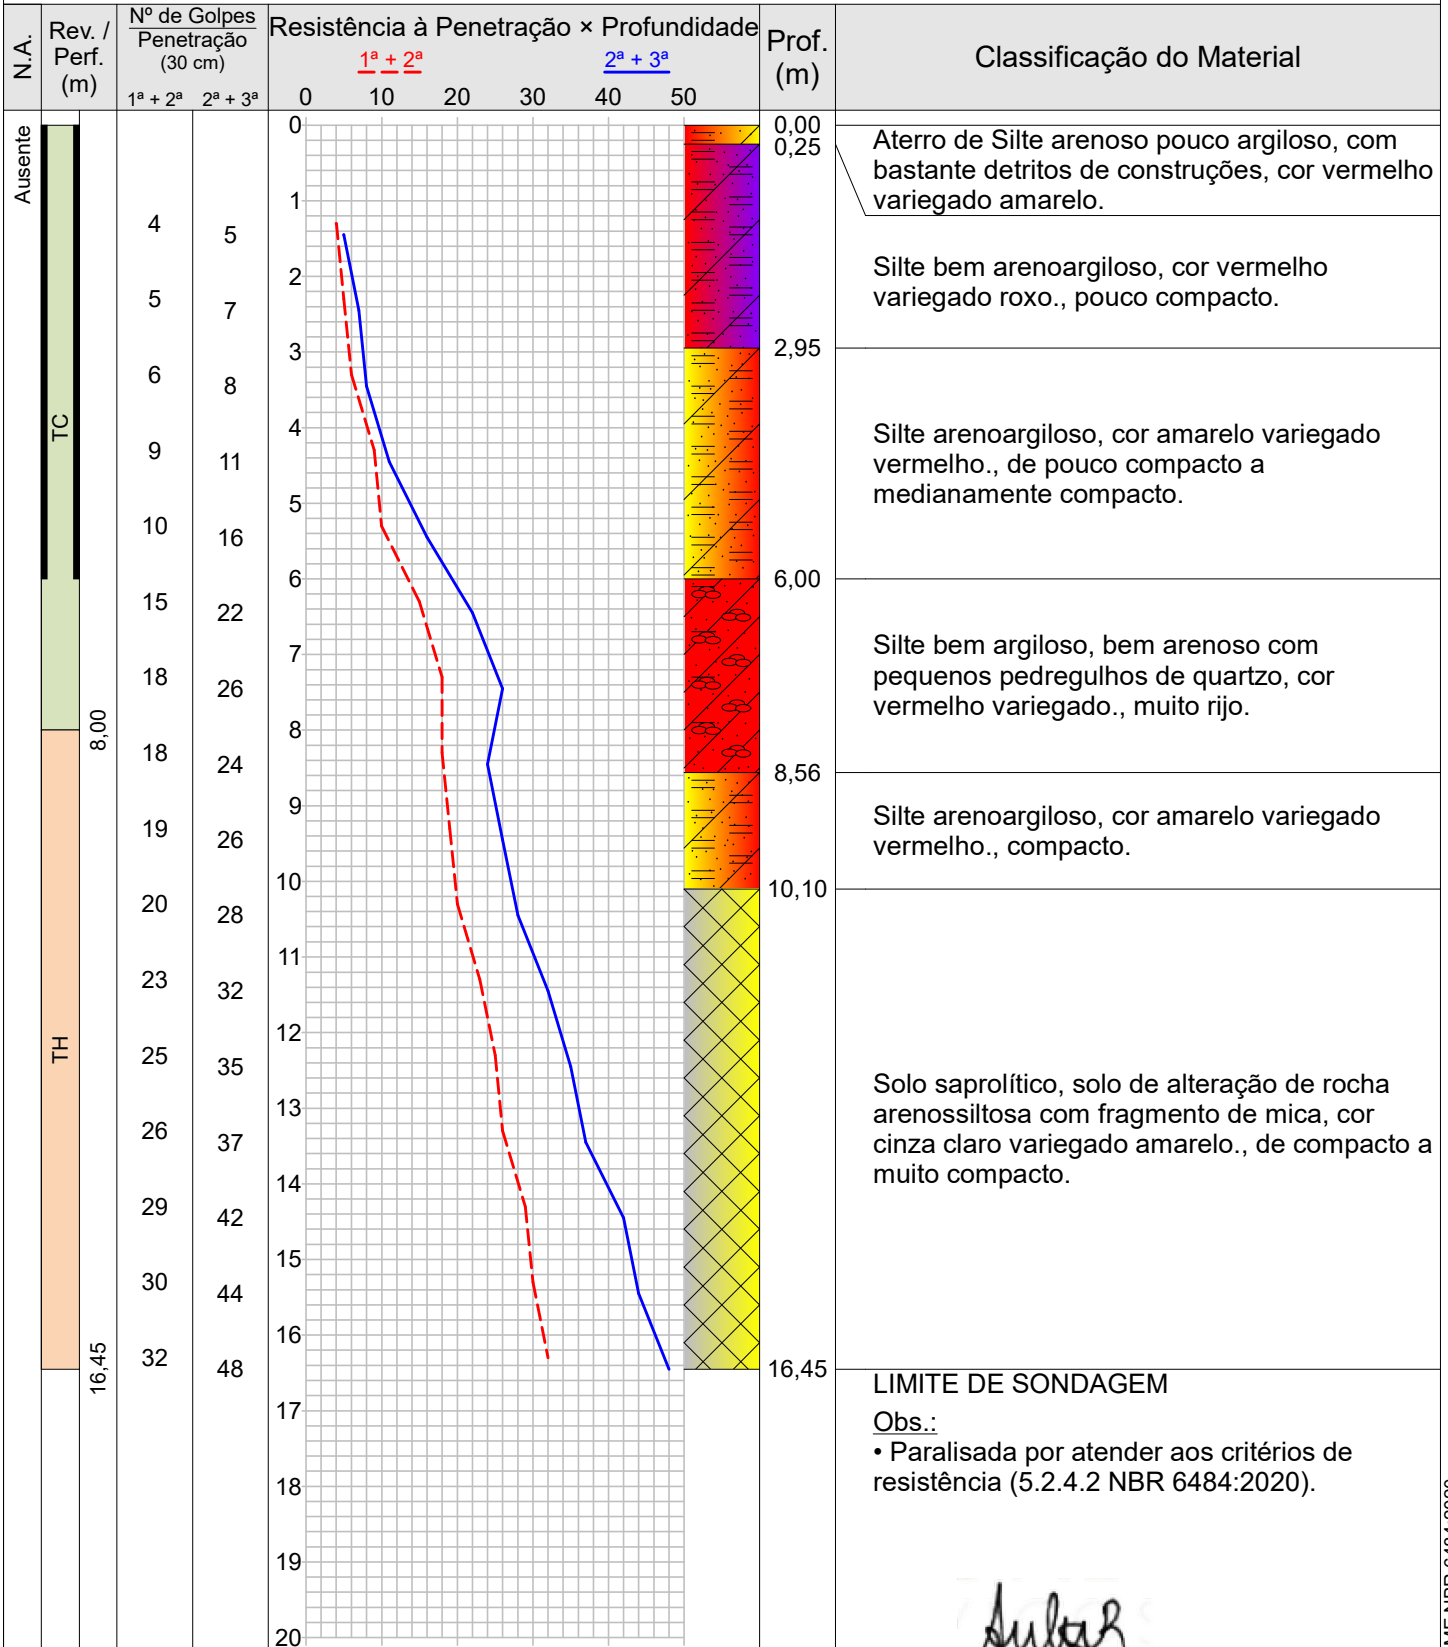 N.A.
Rev. /
Perf.
(m)
Nº de Golpes
Penetração
(30 cm)
1ª + 2ª 2ª + 3ª
Resistência à Penetração × Profundidade
1ª + 2ª 2ª + 3ª
0 10 20 30 40 50
Prof.
(m)
Classificação do Material
Ausente
TC
8,00
TH
16,45
4 5
5 7
6 8
9 11
10 16
15 22
18 26
18 24
19 26
20 28
23 32
25 35
26 37
29 42
30 44
32 48
0
1
2
3
4
5
6
7
8
9
10
11
12
13
14
15
16
17
18
19
20
0,00
0,25
2,95
6,00
8,56
10,10
16,45
Aterro de Silte arenoso pouco argiloso, com
bastante detritos de construções, cor vermelho
variegado amarelo.
Silte bem arenoargiloso, cor vermelho
variegado roxo., pouco compacto.
Silte arenoargiloso, cor amarelo variegado
vermelho., de pouco compacto a
medianamente compacto.
Silte bem argiloso, bem arenoso com
pequenos pedregulhos de quartzo, cor
vermelho variegado., muito rijo.
Silte arenoargiloso, cor amarelo variegado
vermelho., compacto.
Solo saprolítico, solo de alteração de rocha
arenossiltosa com fragmento de mica, cor
cinza claro variegado amarelo., de compacto a
muito compacto.
LIMITE DE SONDAGEM
Obs.:
• Paralisada por atender aos critérios de
resistência (5.2.4.2 NBR 6484:2020).